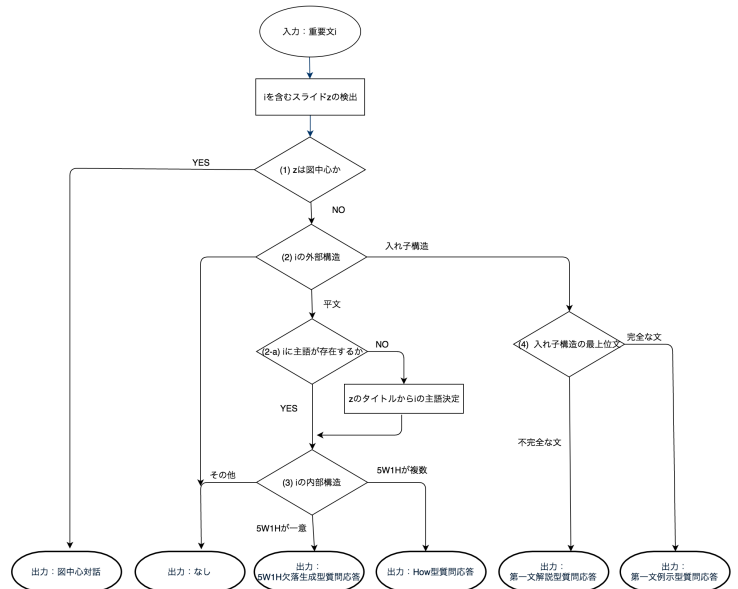 入力：重要文i
iを含むスライドzの検出
(1) zは図中心か
YES
NO
(2) iの外部構造
入れ子構造
平文
(2-a) iに主語が存在するか
NO
(4) 入れ子構造の最上位文
完全な文
zのタイトルからiの主語決定
YES
不完全な文
その他
(3) iの内部構造
5W1Hが複数
5W1Hが一意
出力：図中心対話
出力：なし
出力：
5W1H欠落生成型質問応答
出力：How型質問応答
出力：
第一文解説型質問応答
出力：
第一文例示型質問応答